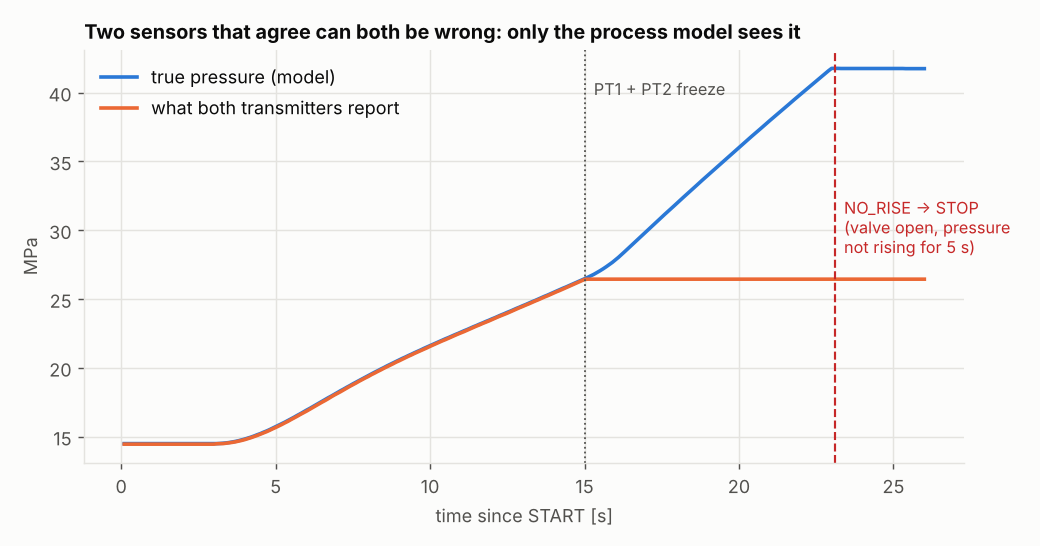 Two sensors that agree can both be wrong: only the process model sees it
true pressure (model)
what both transmitters report
PT1 + PT2 freeze
NO_RISE → STOP
(valve open, pressure
not rising for 5 s)
MPa
40
35
30
25
20
15
0 5 10 15 20 25
time since START [s]